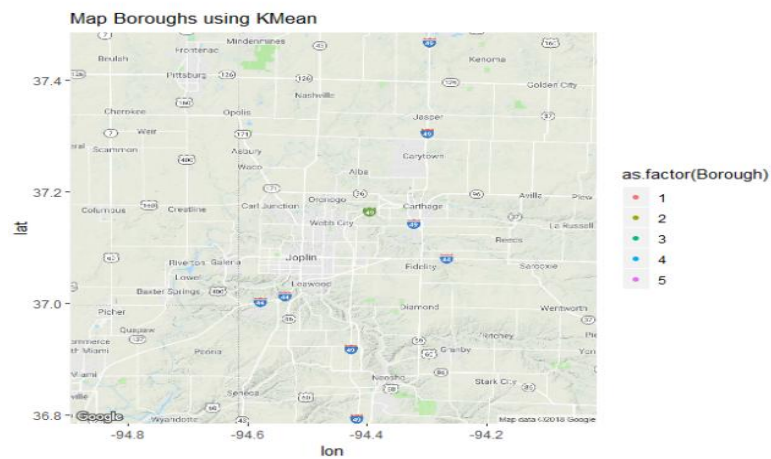 Map Boroughs using KMean
Mindenmines
Frontenac
Beulah
Pittsburg
Kenoma
Golden City
Nashville
37.4
Cherokee
Opolis
Jasper
Weir
Scammon
Asbury
Waco
Carytown
Alba
as.factor(Borough)
1
2
3
4
5
37.2
Columbus
Crestline
Carl Junction
Oronogo
Webb City
Carthage
Avilla
La Russell
Reeds
lat
Riverton
Galena
Joplin
Fidelity
Sarcoxie
Lowell
Leawood
Baxter Springs
37.0
Picher
Diamond
Wentworth
Quapaw
Ritchey
Granby
Peoria
Miami
Neosho
Stark City
Seneca
36.8
Google
Wyandotte
Map data ©2018 Google
-94.8
-94.6
-94.4
-94.2
lon